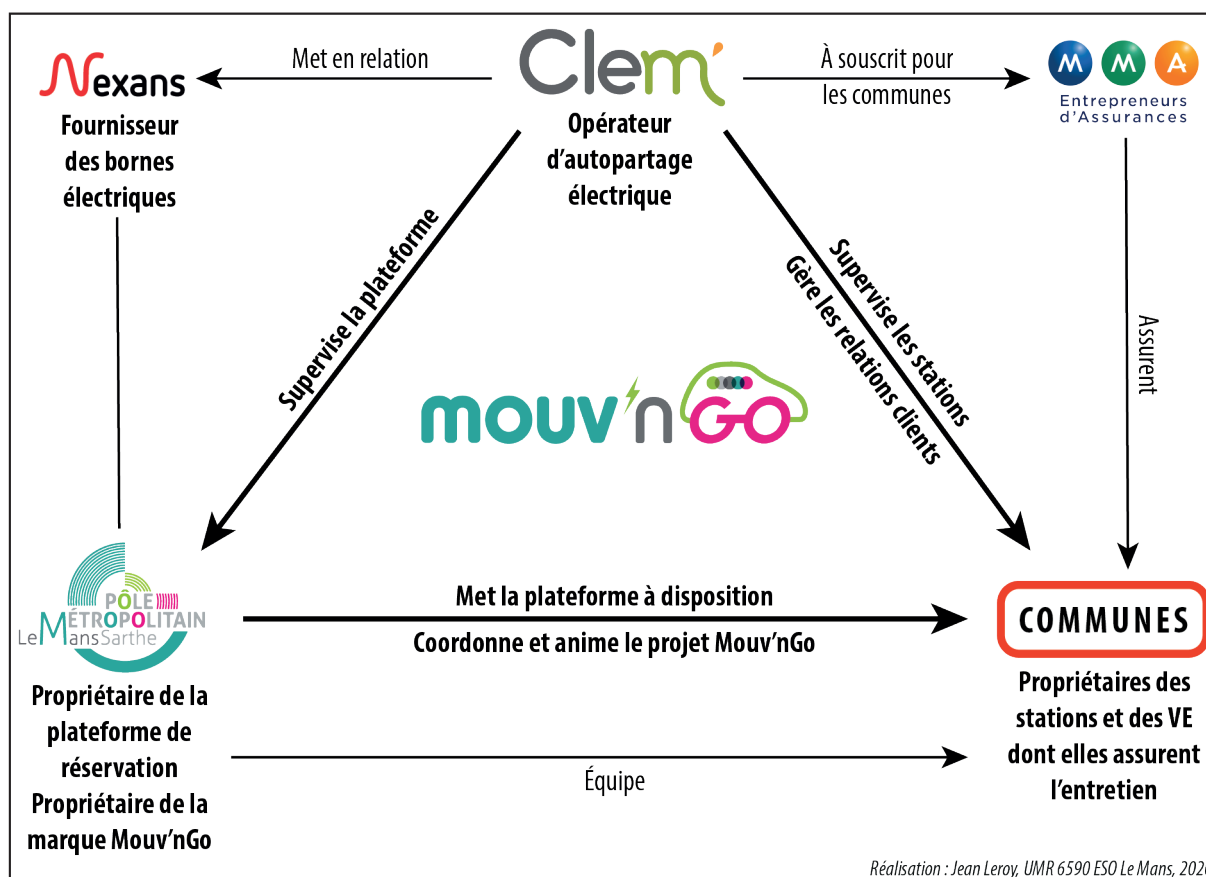 Nexans
Fournisseur
des bornes
électriques
Met en relation
Clem'
Opérateur
d'autopartage
électrique
À souscrit pour
les communes
MMA
Entrepreneurs
d'Assurances
Supervise la plateforme
Supervise les stations
Gère les relations clients
Assurent
mouv'nGO
PÔLE
MÉTROPOLITAIN
Le Mans Sarthe
Propriétaire de la
plateforme de
réservation
Propriétaire de la
marque Mouv'nGo
Met la plateforme à disposition
Coordonne et anime le projet Mouv'nGo
Équipe
COMMUNES
Propriétaires des
stations et des VE
dont elles assurent
l'entretien
Réalisation : Jean Leroy, UMR 6590 ESO Le Mans, 2020